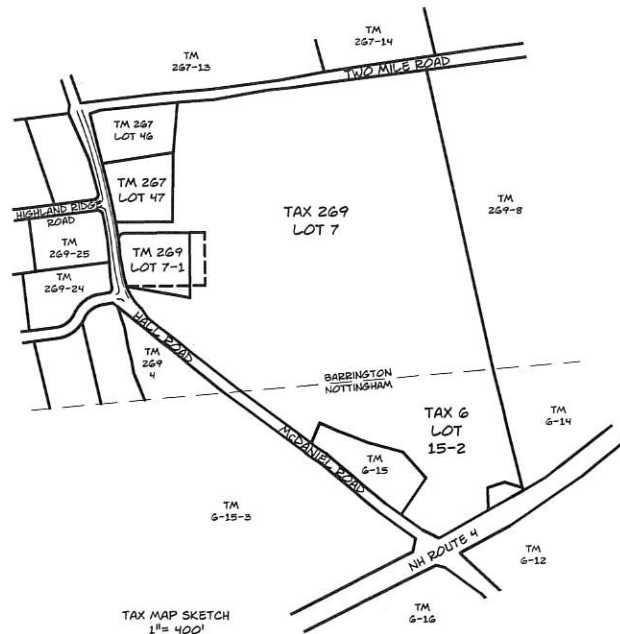 TM
267-14
TM
267-13
TWO MILE ROAD
TM 267
LOT 46
TM 267
LOT 47
HIGHLAND RIDGE
ROAD
TAX 269
LOT 7
TM
269-8
TM
269-25
TM 269
LOT 7-1
TM
269-24
HALL ROAD
TM
269
4
BARRINGTON
NOTTINGHAM
TAX 6
LOT
15-2
TM
6-14
McDANIEL ROAD
TM
6-15
TM
6-15-3
NH ROUTE 4
TM
6-12
TM
6-16
TAX MAP SKETCH
1"= 400'